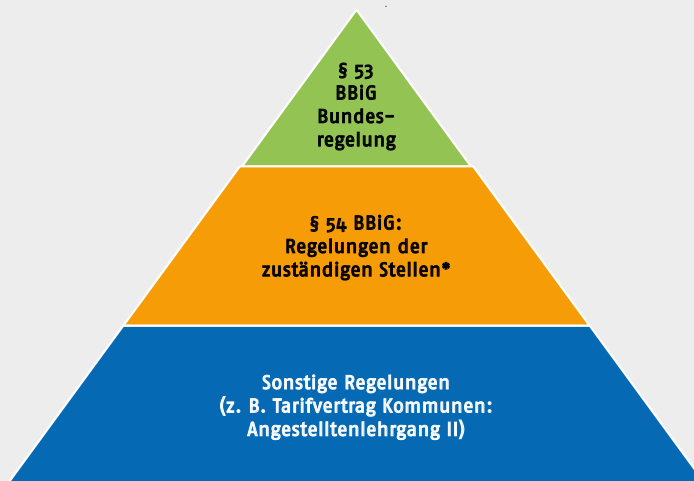 § 53
BBiG
Bundes-
regelung
§ 54 BBiG:
Regelungen der
zuständigen Stellen*
Sonstige Regelungen
(z. B. Tarifvertrag Kommunen:
Angestelltenlehrgang II)